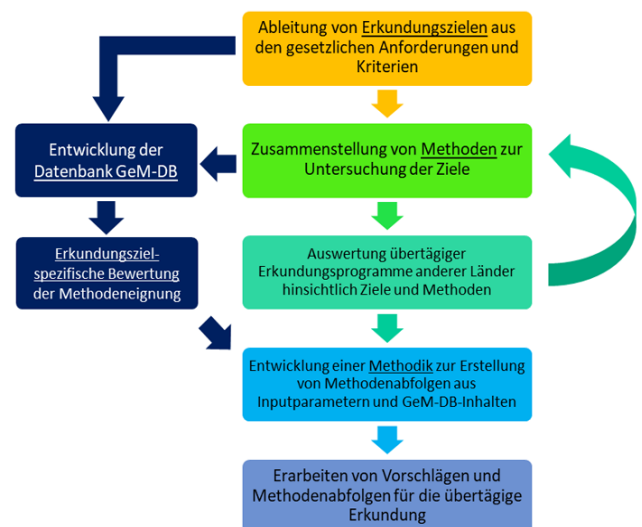 Ableitung von Erkundungszielen aus
den gesetzlichen Anforderungen und
Kriterien
Entwicklung der
Datenbank GeM-DB
Zusammenstellung von Methoden zur
Untersuchung der Ziele
Erkundungsziel-
spezifische Bewertung
der Methodeneignung
Auswertung übertägiger
Erkundungsprogramme anderer Länder
hinsichtlich Ziele und Methoden
Entwicklung einer Methodik zur Erstellung
von Methodenabfolgen aus
Inputparametern und GeM-DB-Inhalten
Erarbeiten von Vorschlägen und
Methodenabfolgen für die übertägige
Erkundung